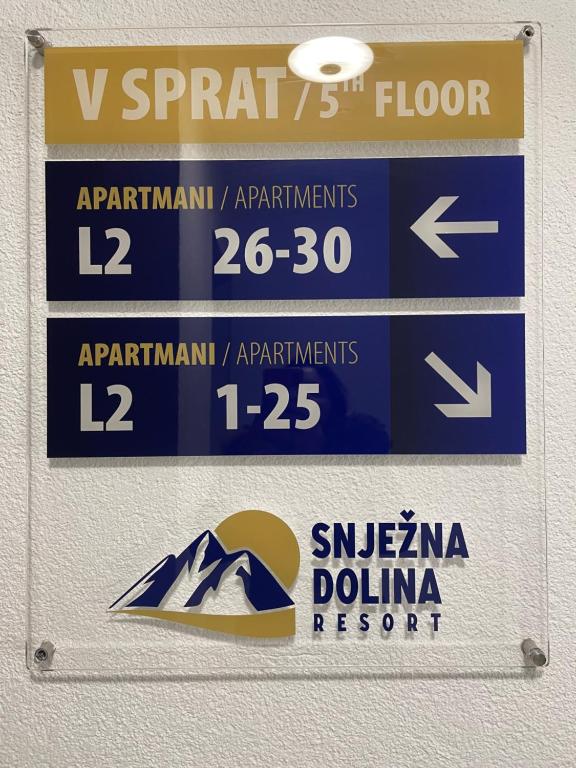 V SPRAT / 5TH FLOOR
APARTMANI / APARTMENTS
L2 26-30
APARTMANI / APARTMENTS
L2 1-25
SNJEŽNA
DOLINA
RESORT